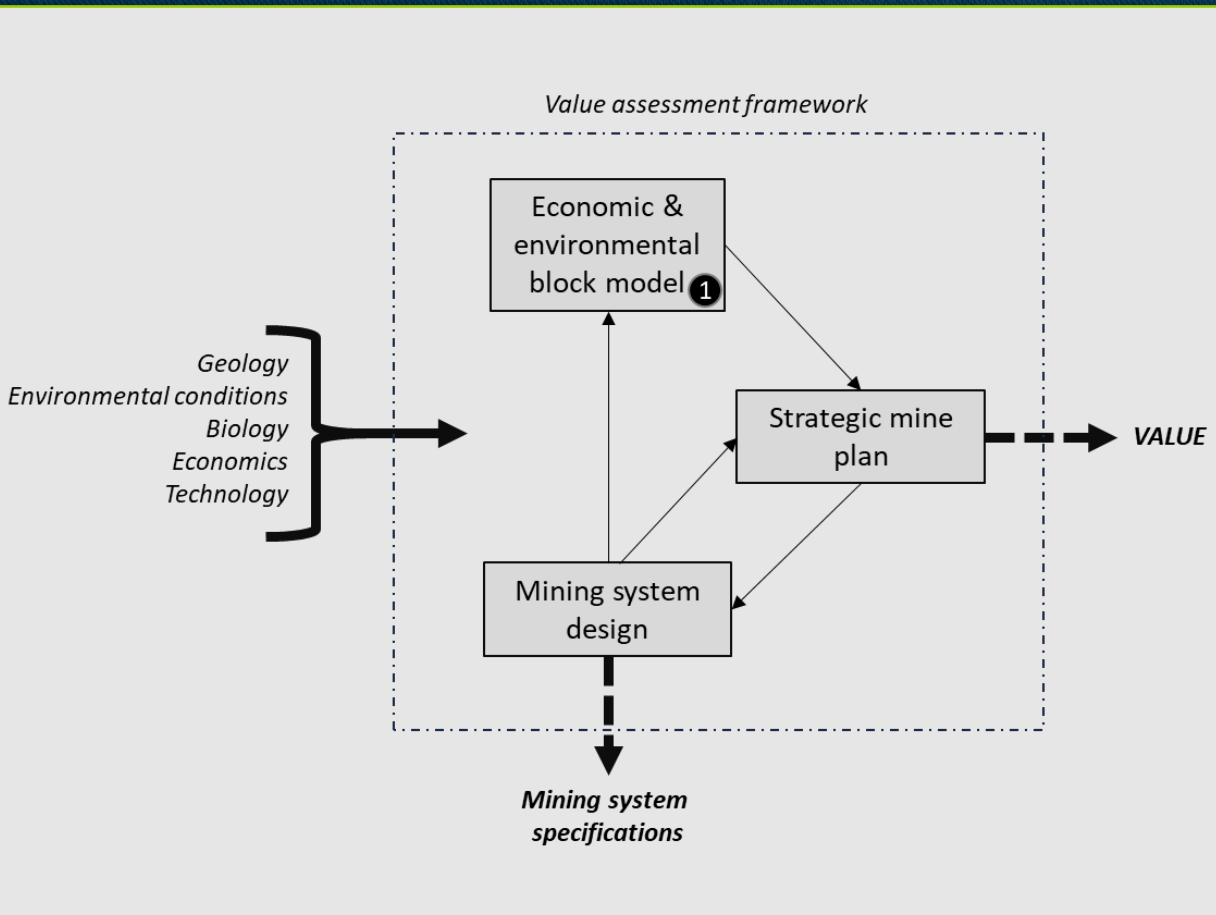 Value assessment framework
Economic &
environmental
block model
1
Geology
Environmental conditions
Biology
Economics
Technology
Strategic mine
plan
VALUE
Mining system
design
Mining system
specifications